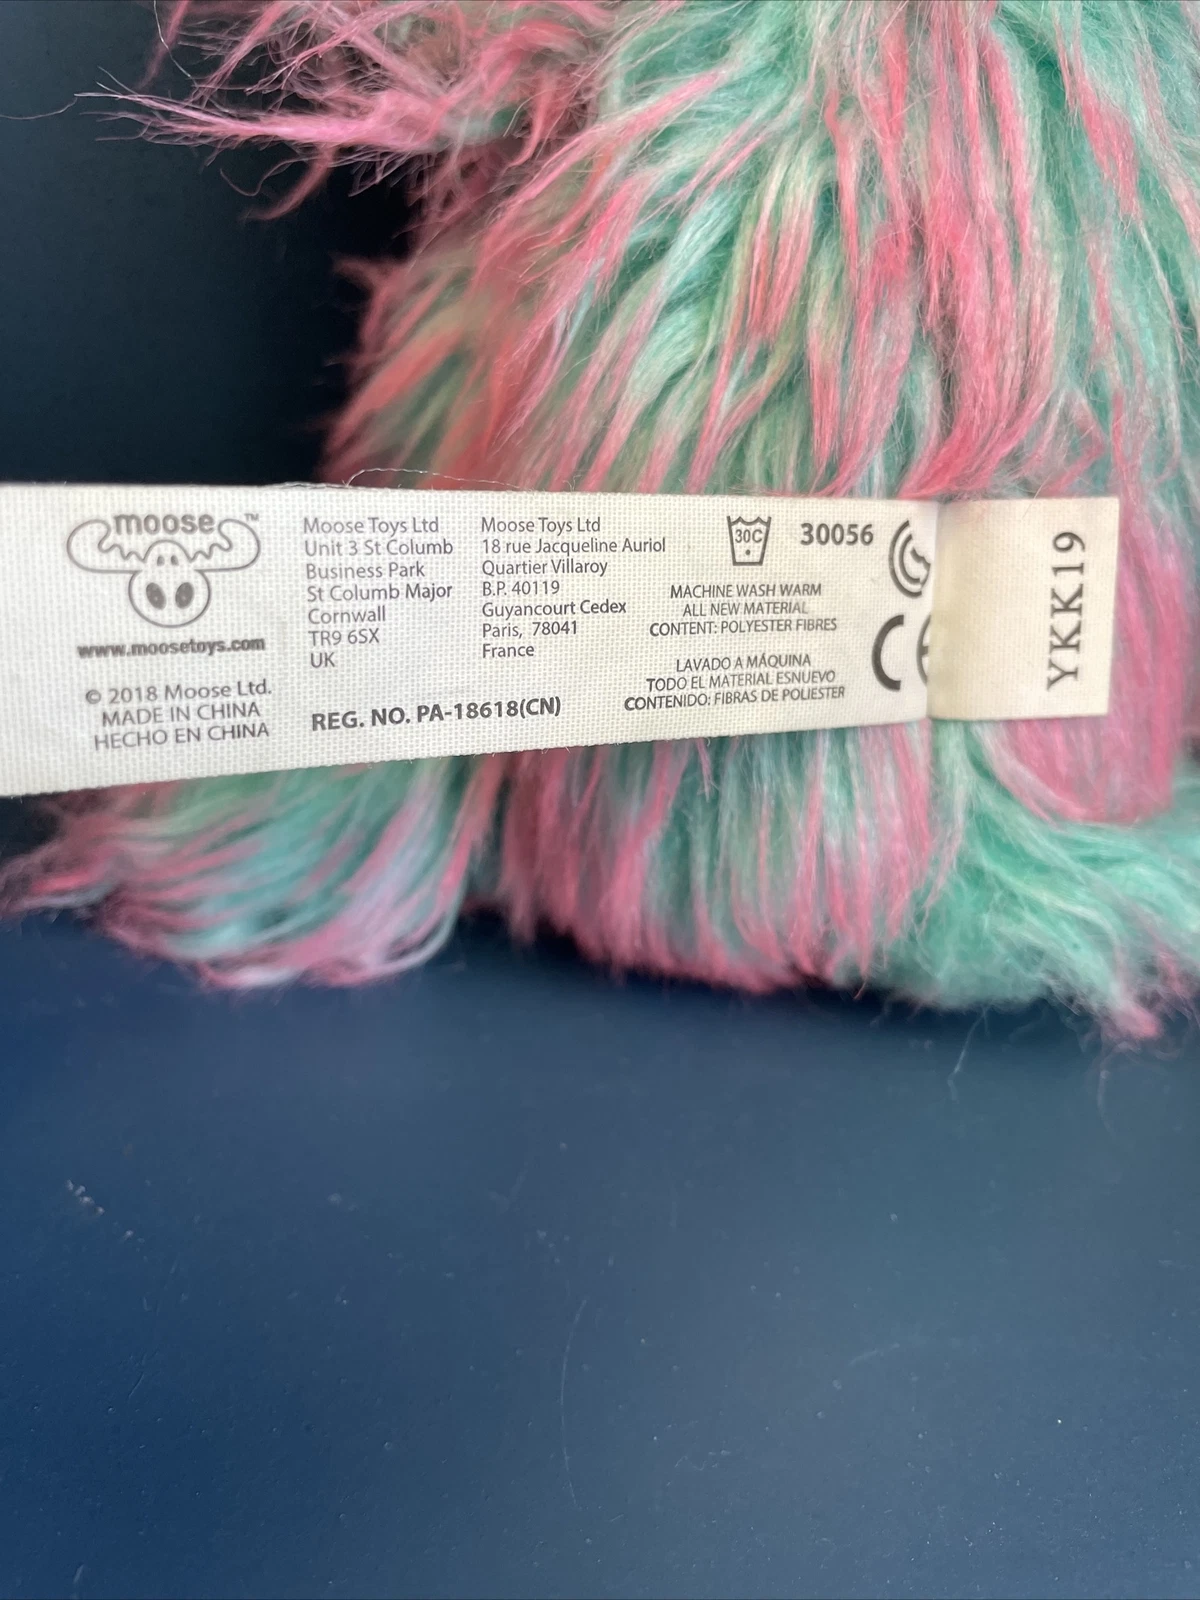 moose™
www.moosetoys.com
© 2018 Moose Ltd.
MADE IN CHINA
HECHO EN CHINA
Moose Toys Ltd
Unit 3 St Columb
Business Park
St Columb Major
Cornwall
TR9 6SX
UK
Moose Toys Ltd
18 rue Jacqueline Auriol
Quartier Villaroy
B.P. 40119
Guyancourt Cedex
Paris, 78041
France
REG. NO. PA-18618(CN)
30C
30056
MACHINE WASH WARM
ALL NEW MATERIAL
CONTENT: POLYESTER FIBRES
LAVADO A MÁQUINA
TODO EL MATERIAL ESNUEVO
CONTENIDO: FIBRAS DE POLIESTER
CE
YKK19